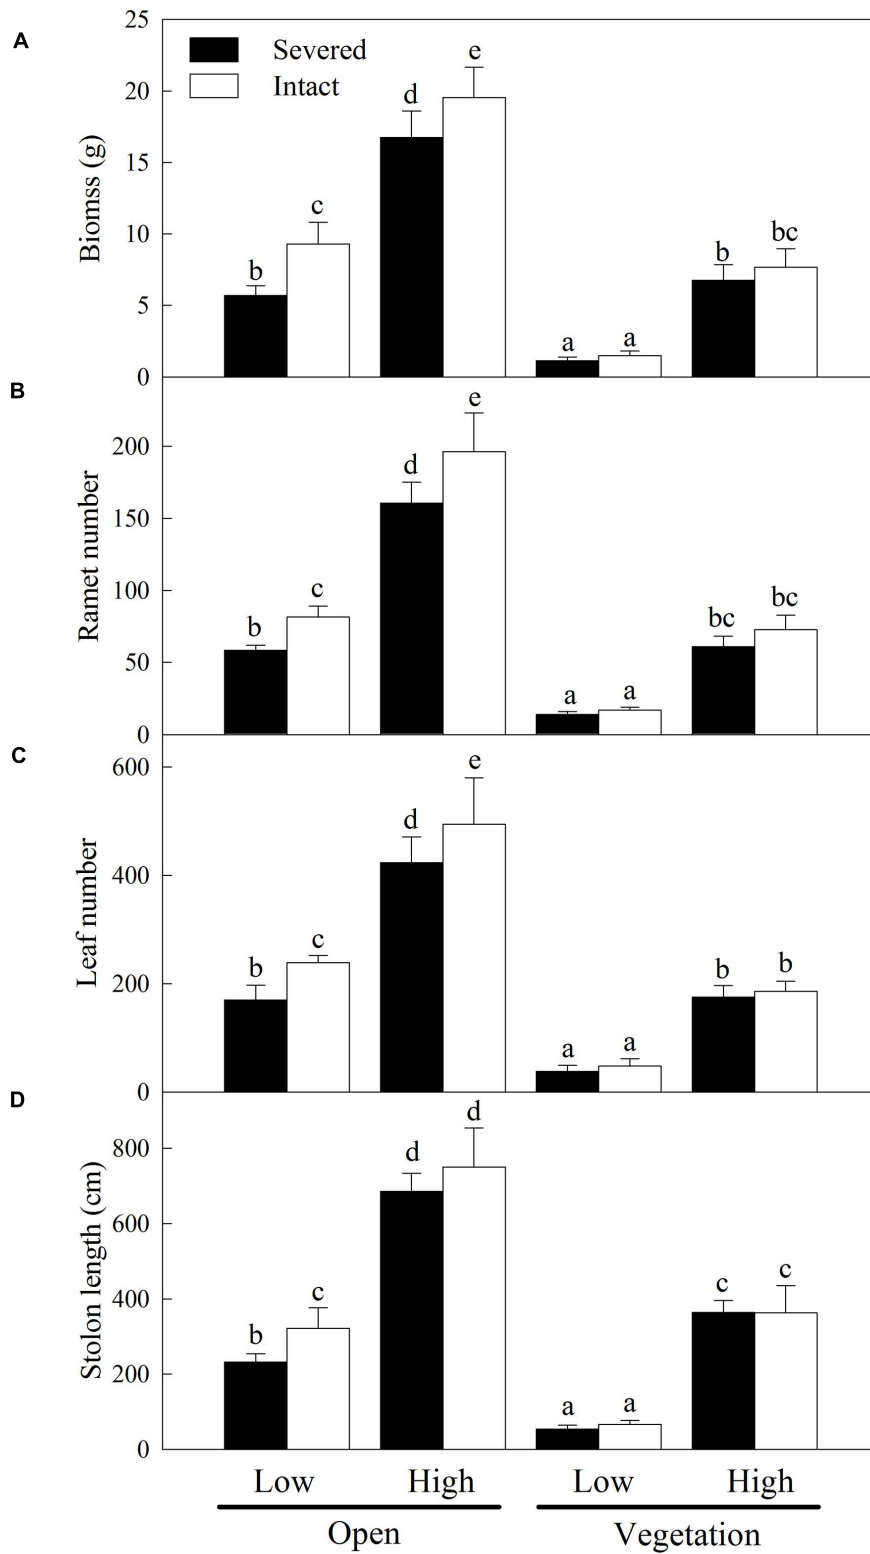 A
25
20
15
10
5
0
Biomss (g)
Severed
Intact
b
c
d
e
a
a
b
bc
B
200
150
100
50
0
Ramet number
b
c
d
e
a
a
bc
bc
C
600
400
200
0
Leaf number
b
c
d
e
a
a
b
b
D
800
600
400
200
0
Stolon length (cm)
b
c
d
d
a
a
c
c
Low High Low High
Open Vegetation